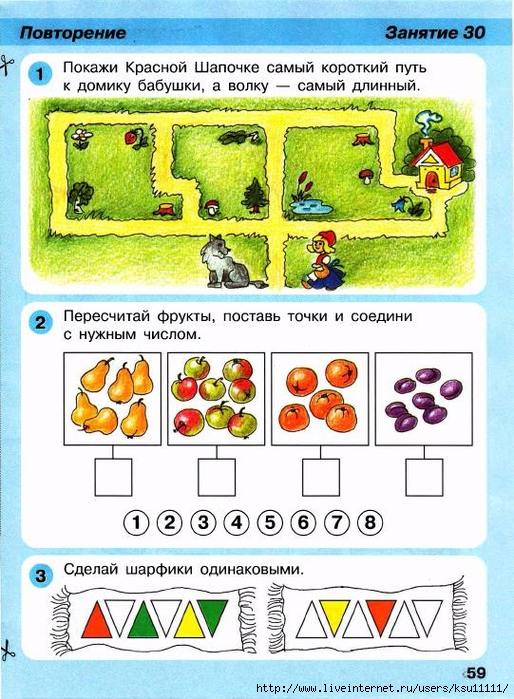 Повторение Занятие 30
1 Покажи Красной Шапочке самый короткий путь
к домику бабушки, а волку — самый длинный.
2 Пересчитай фрукты, поставь точки и соедини
с нужным числом.
1 2 3 4 5 6 7 8
3 Сделай шарфики одинаковыми.
59
http://www.liveinternet.ru/users/ksu11111/